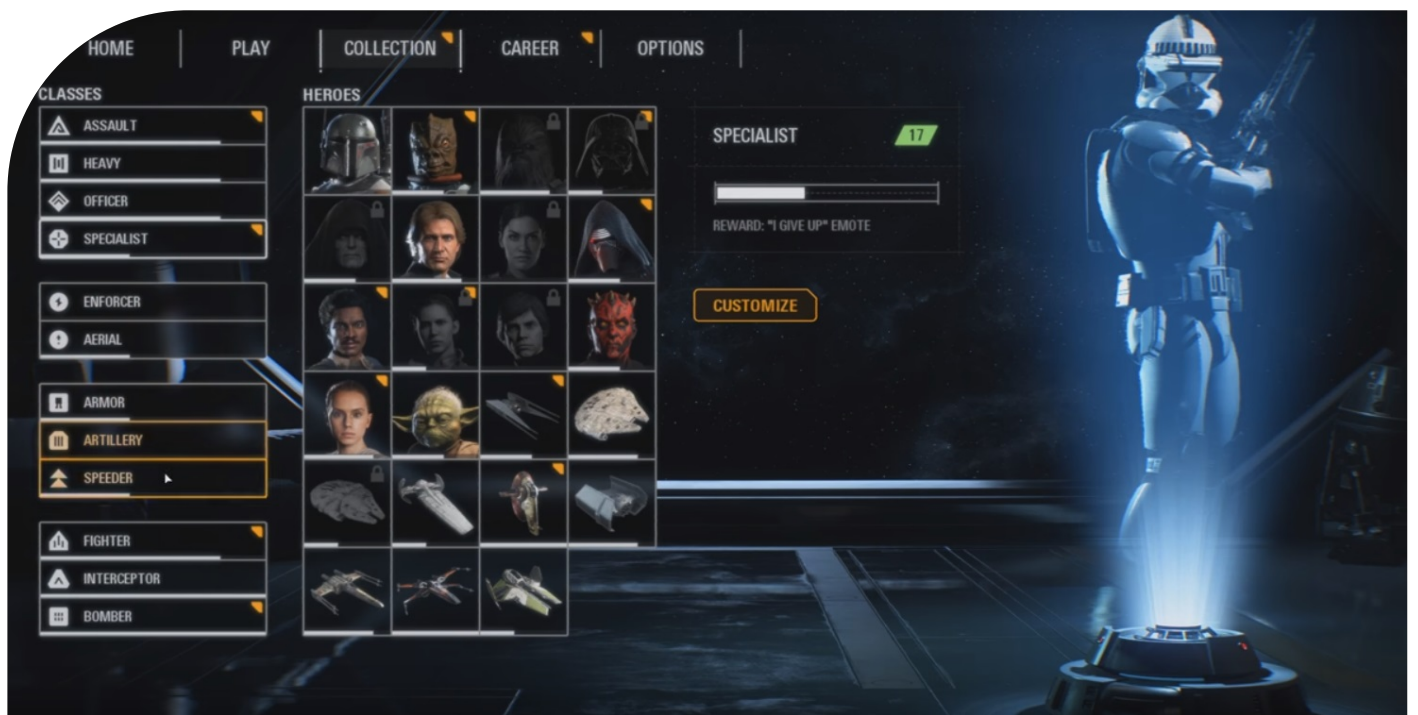 HOME PLAY COLLECTION CAREER OPTIONS
CLASSES
ASSAULT
HEAVY
OFFICER
SPECIALIST
ENFORCER
AERIAL
ARMOR
ARTILLERY
SPEEDER
FIGHTER
INTERCEPTOR
BOMBER
HEROES
SPECIALIST 17
REWARD: "I GIVE UP" EMOTE
CUSTOMIZE